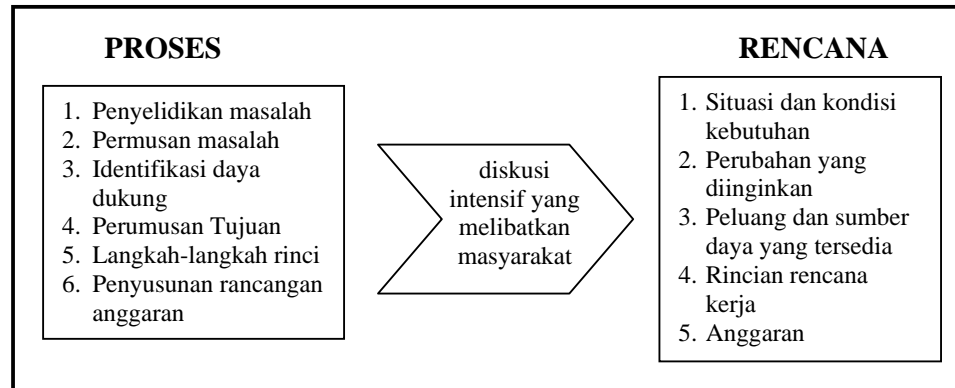 PROSES
1. Penyelidikan masalah
2. Permusan masalah
3. Identifikasi daya
dukung
4. Perumusan Tujuan
5. Langkah-langkah rinci
6. Penyusunan rancangan
anggaran
diskusi
intensif yang
melibatkan
masyarakat
RENCANA
1. Situasi dan kondisi
kebutuhan
2. Perubahan yang
diinginkan
3. Peluang dan sumber
daya yang tersedia
4. Rincian rencana
kerja
5. Anggaran